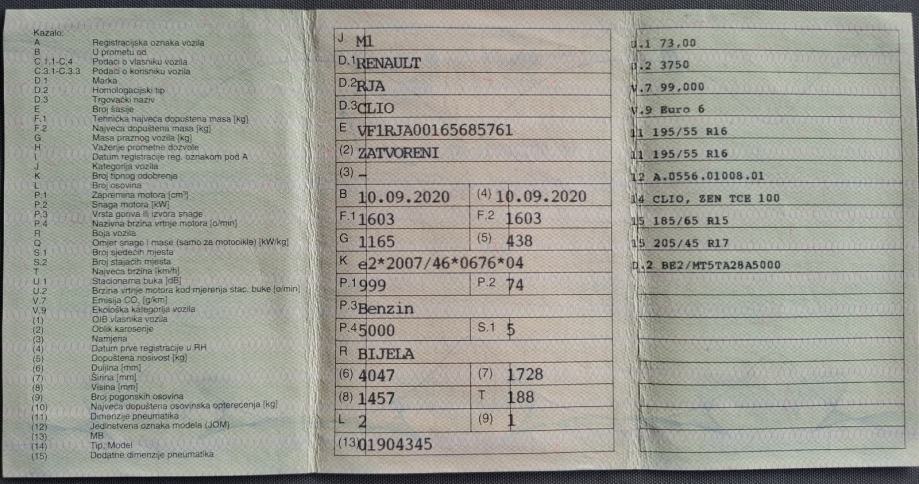 Kazalo:
A Registracijska oznaka vozila
B U prometu od
C.1.1-C.4 Podaci o vlasniku vozila
C.3.1-C.3.3 Podaci o korisniku vozila
D.1 Marka
D.2 Homologacijski tip
D.3 Trgovački naziv
E Broj šasije
F.1 Tehnička najveća dopuštena masa [kg]
F.2 Najveća dopuštena masa [kg]
G Masa praznog vozila [kg]
H Važenje prometne dozvole
I Datum registracije reg. oznakom pod A
J Kategorija vozila
K Broj tipnog odobrenja
L Broj osovina
P.1 Zapremina motora [cm³]
P.2 Snaga motora [kW]
P.3 Vrsta goriva ili izvora snage
P.4 Nazivna brzina vrtnje motora [o/min]
R Boja vozila
Q Omjer snage i mase (samo za motocikle) [kW/kg]
S.1 Broj sjedećih mjesta
S.2 Broj stajaćih mjesta
T Najveća brzina [km/h]
U.1 Stacionarna buka [dB]
U.2 Brzina vrtnje motora kod mjerenja stac. buke [o/min]
V.7 Emisija CO₂ [g/km]
V.9 Ekološka kategorija vozila
(1) OIB vlasnika vozila
(2) Oblik karoserije
(3) Namjena
(4) Datum prve registracije u RH
(5) Dopuštena nosivost [kg]
(6) Duljina [mm]
(7) Širina [mm]
(8) Visina [mm]
(9) Broj pogonskih osovina
(10) Najveća dopuštena osovinska opterećenja [kg]
(11) Dimenzije pneumatika
(12) Jedinstvena oznaka modela (JOM)
(13) MB
(14) Tip, Model
(15) Dodatne dimenzije pneumatika
J M1
D.1 RENAULT
D.2 RJA
D.3 CLIO
E VF1RJA00165685761
(2) ZATVORENI
(3) –
B 10.09.2020 (4) 10.09.2020
F.1 1603 F.2 1603
G 1165 (5) 438
K e2*2007/46*0676*04
P.1 999 P.2 74
P.3 Benzin
P.4 5000 S.1 5
R BIJELA
(6) 4047 (7) 1728
(8) 1457 T 188
L 2 (9) 1
(13) 01904345
U.1 73,00
U.2 3750
V.7 99,000
V.9 Euro 6
11 195/55 R16
11 195/55 R16
12 A.0556.01008.01
14 CLIO, ZEN TCE 100
15 185/65 R15
15 205/45 R17
D.2 BE2/MT5TA28A5000